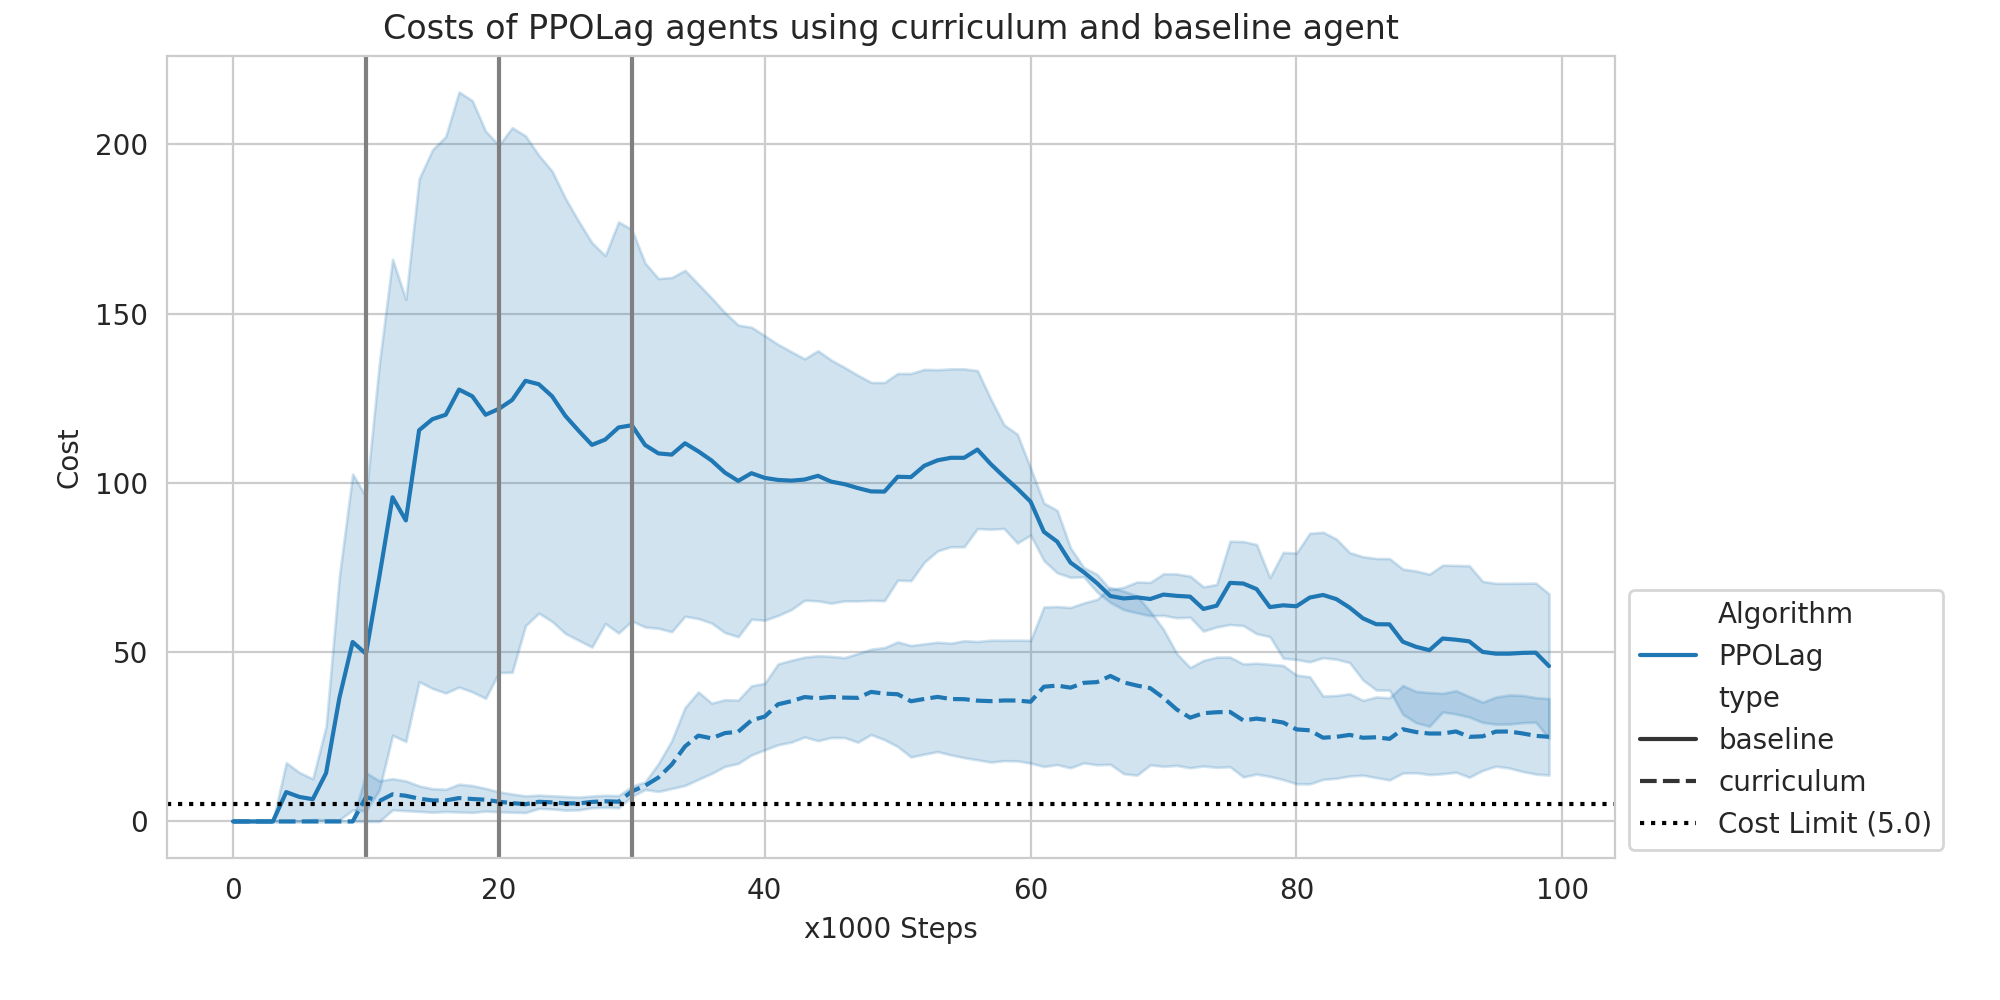 Costs of PPOLag agents using curriculum and baseline agent
200
150
100
50
0
Cost
0 20 40 60 80 100
x1000 Steps
Algorithm
PPOLag
type
baseline
curriculum
Cost Limit (5.0)